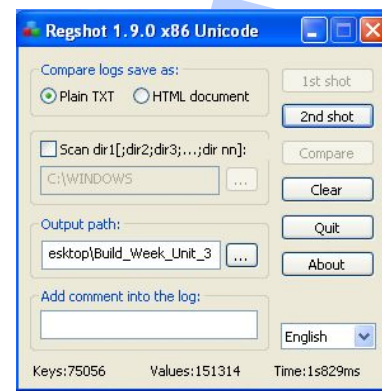 Regshot 1.9.0 x86 Unicode
Compare logs save as:
Plain TXT HTML document
1st shot
2nd shot
Scan dir1[;dir2;dir3;...;dir nn]:
Compare
C:\WINDOWS ...
Clear
Output path:
Quit
esktop\Build_Week_Unit_3 ...
About
Add comment into the log:
English
Keys:75056 Values:151314 Time:1s829ms